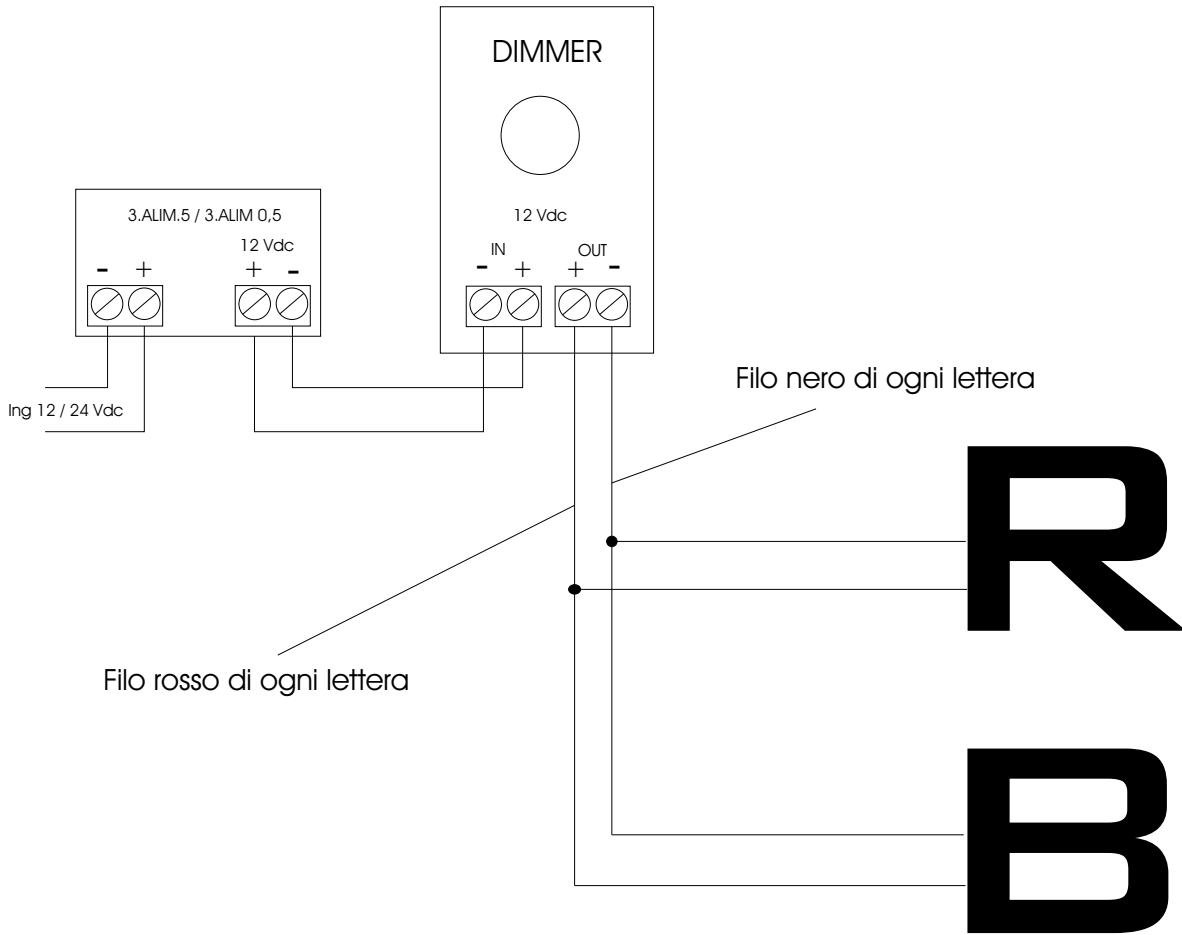 DIMMER
12 Vdc
IN OUT
- + + -
3.ALIM.5 / 3.ALIM 0,5
12 Vdc
- + + -
Ing 12 / 24 Vdc
Filo nero di ogni lettera
Filo rosso di ogni lettera
R
B